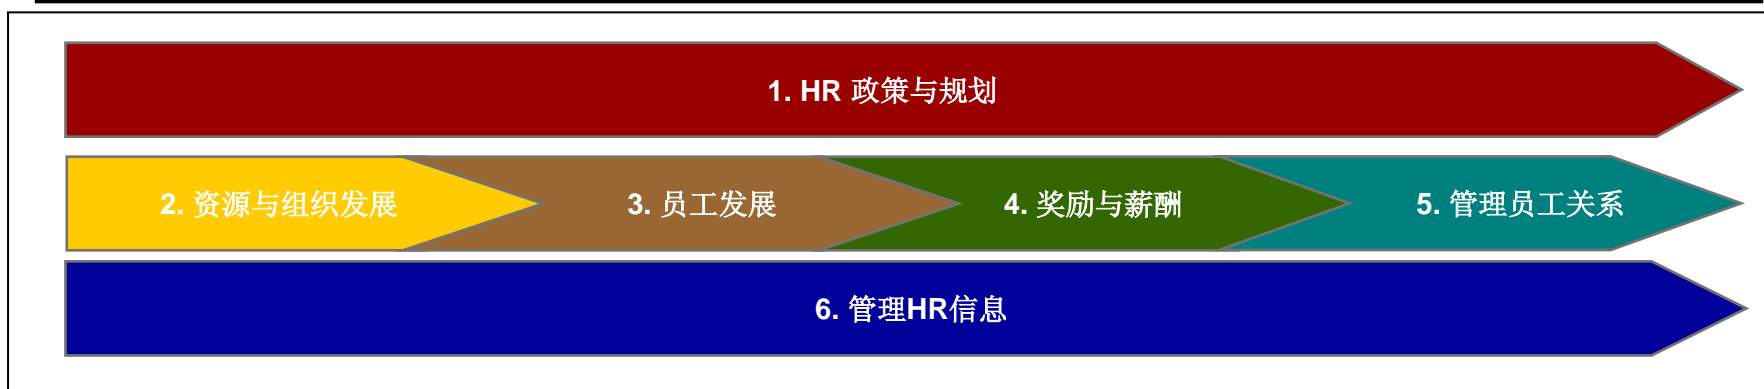 1. HR 政策与规划
2. 资源与组织发展
3. 员工发展
4. 奖励与薪酬
5. 管理员工关系
6. 管理HR信息